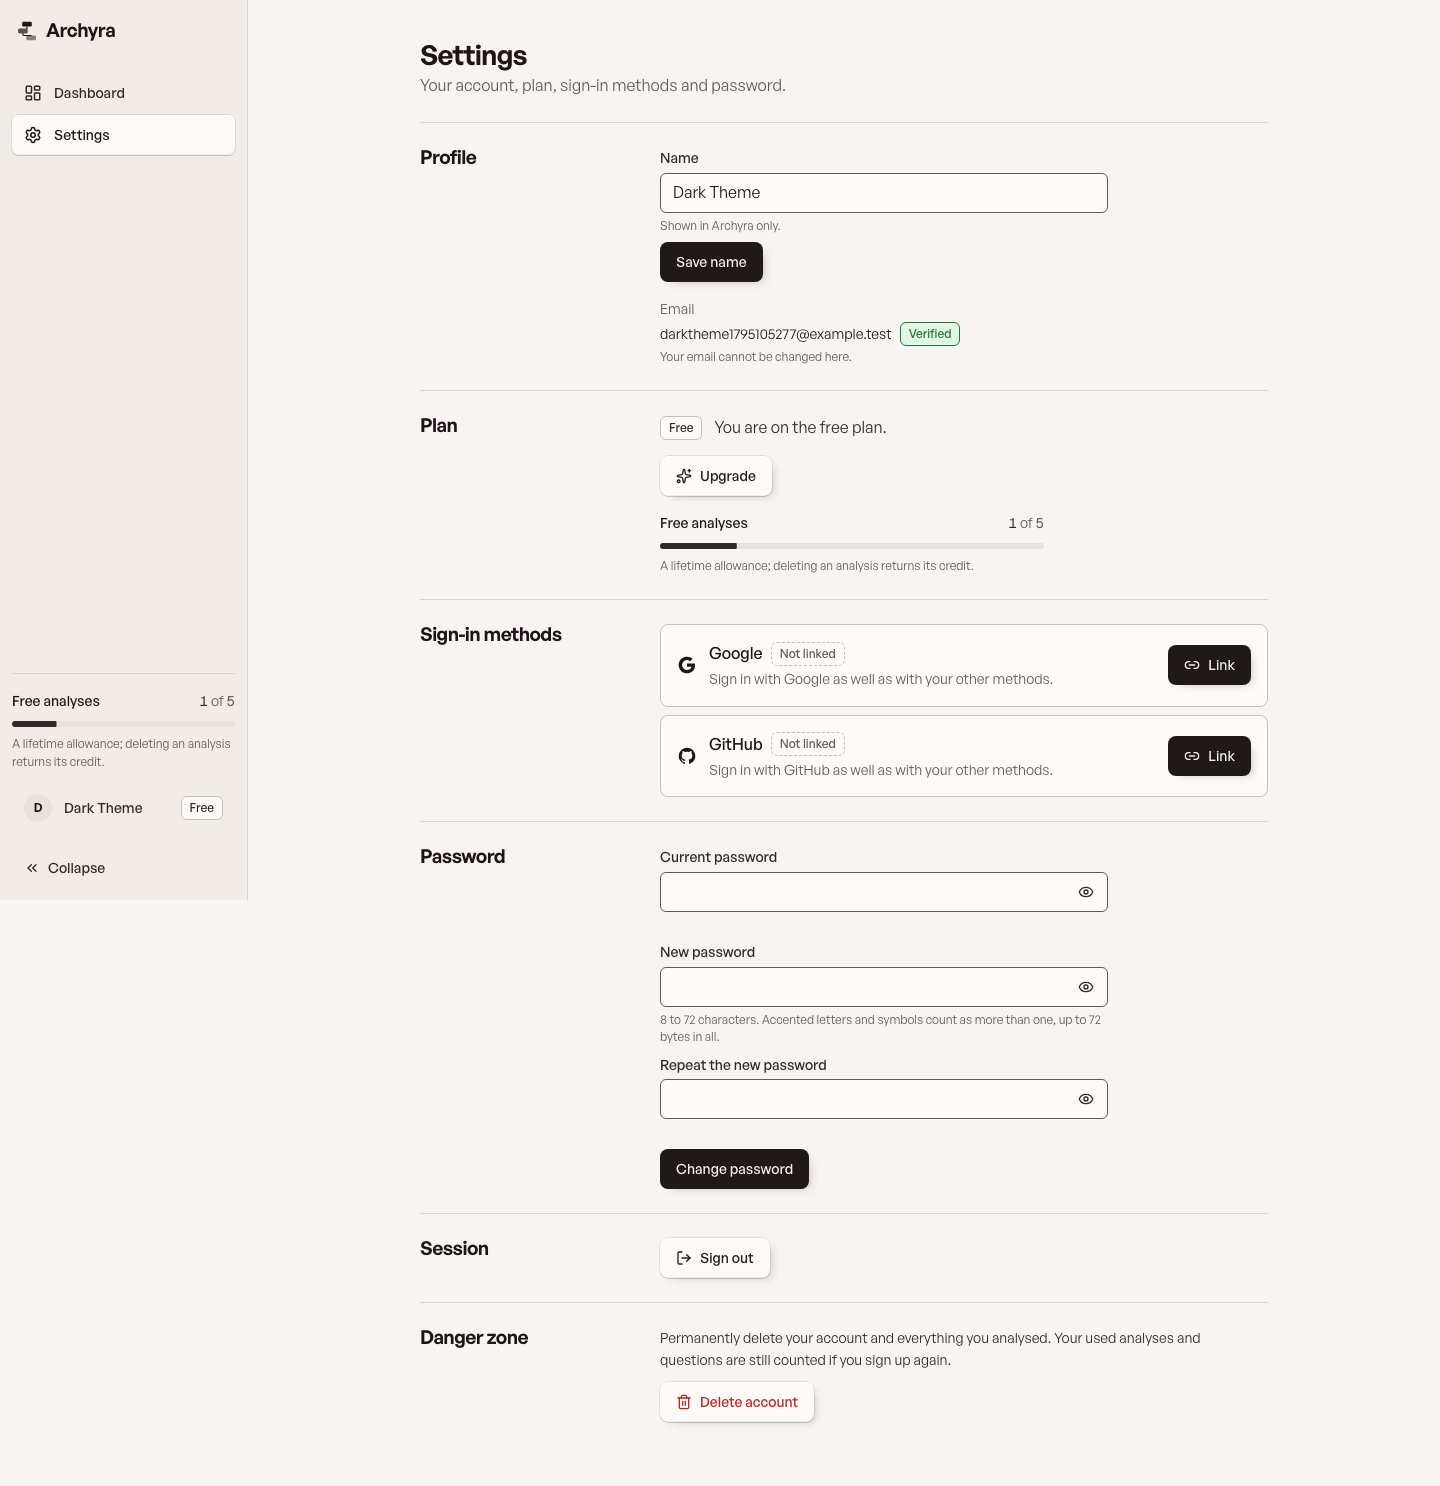 Archyra
Dashboard
Settings
Free analyses
1 of 5
A lifetime allowance; deleting an analysis
returns its credit.
D
Dark Theme
Free
Collapse
Settings
Your account, plan, sign-in methods and password.
Profile
Name
Dark Theme
Shown in Archyra only.
Save name
Email
darktheme1795105277@example.test
Verified
Your email cannot be changed here.
Plan
Free
You are on the free plan.
Upgrade
Free analyses
1 of 5
A lifetime allowance; deleting an analysis returns its credit.
Sign-in methods
Google
Not linked
Sign in with Google as well as with your other methods.
Link
GitHub
Not linked
Sign in with GitHub as well as with your other methods.
Link
Password
Current password
New password
8 to 72 characters. Accented letters and symbols count as more than one, up to 72
bytes in all.
Repeat the new password
Change password
Session
Sign out
Danger zone
Permanently delete your account and everything you analysed. Your used analyses and
questions are still counted if you sign up again.
Delete account